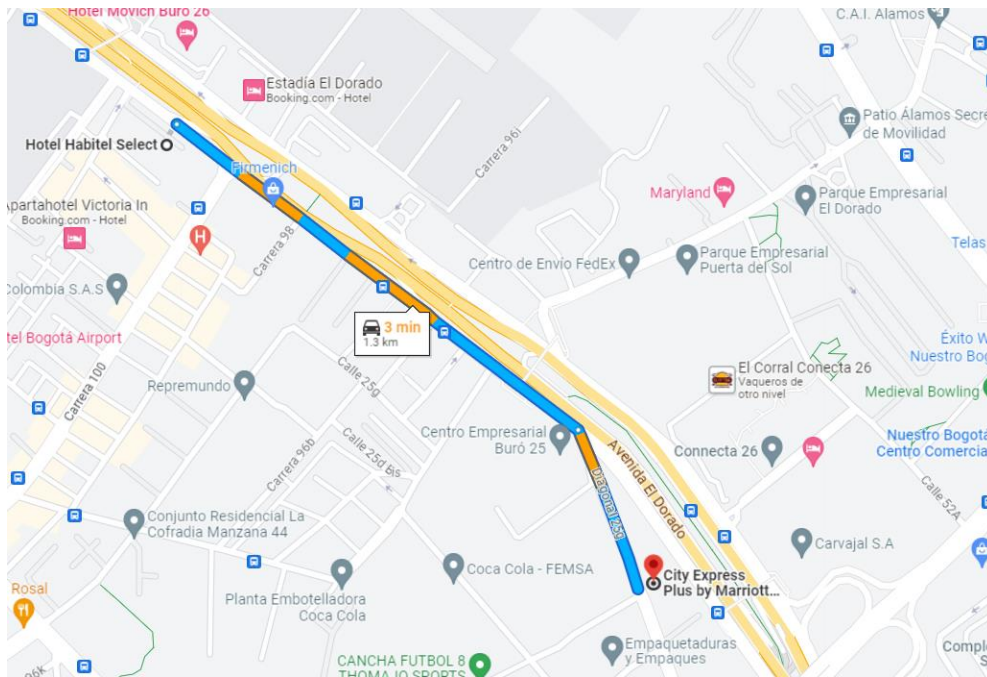 Hotel Movich Buró 26
C.A.I. Alamos
Estadía El Dorado
Booking.com - Hotel
Carrera 96i
Patio Álamos Secre
de Movilidad
Hotel Habitel Select
Firmenich
Maryland
Parque Empresarial
El Dorado
Apartahotel Victoria In
Booking.com - Hotel
H
Carrera 98
Centro de Envío FedEx
Parque Empresarial
Puerta del Sol
Telas
Colombia S.A.S
3 min
1.3 km
tel Bogotá Airport
Éxito W
Nuestro Bog
Calle 25g
El Corral Conecta 26
Vaqueros de
otro nivel
Repremundo
Carrera 100
Medieval Bowling
Centro Empresarial
Buró 25
Avenida El Dorado
Carrera 96b
Calle 25d Bis
Connecta 26
Nuestro Bogot
Centro Comercia
Diagonal 25g
Calle 52A
Conjunto Residencial La
Cofradia Manzana 44
Carvajal S.A
Coca Cola - FEMSA
City Express
Plus by Marriott...
Rosal
Planta Embotelladora
Coca Cola
Empaquetaduras
y Empaques
Comple
S
CANCHA FUTBOL 8
THOMAJO SPORTS
96k